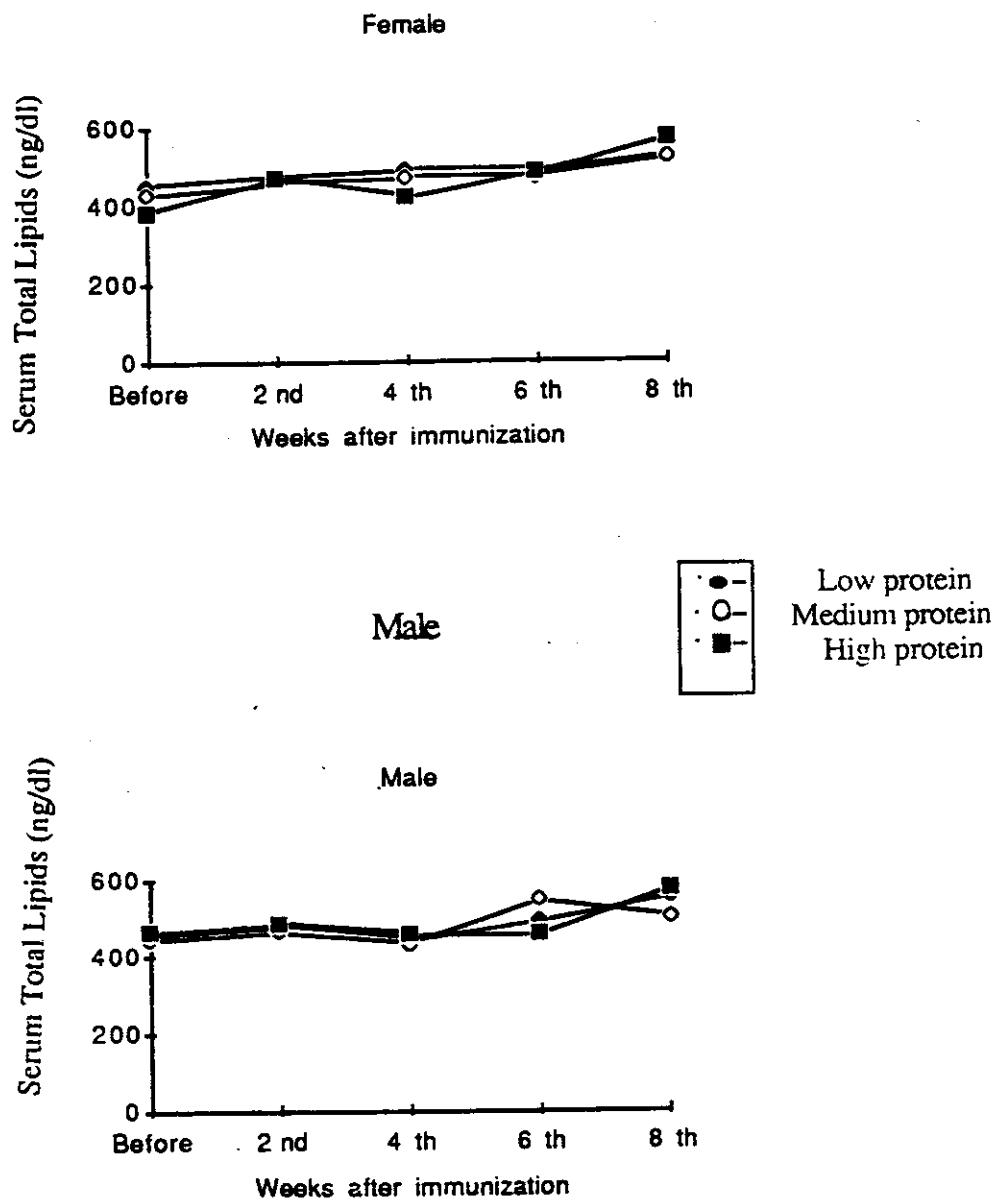 Female
Serum Total Lipids (ng/dl)
600
400
200
0
Before 2 nd 4 th 6 th 8 th
Weeks after immunization
Low protein
Medium protein
High protein
Male
Male
Serum Total Lipids (ng/dl)
600
400
200
0
Before 2 nd 4 th 6 th 8 th
Weeks after immunization